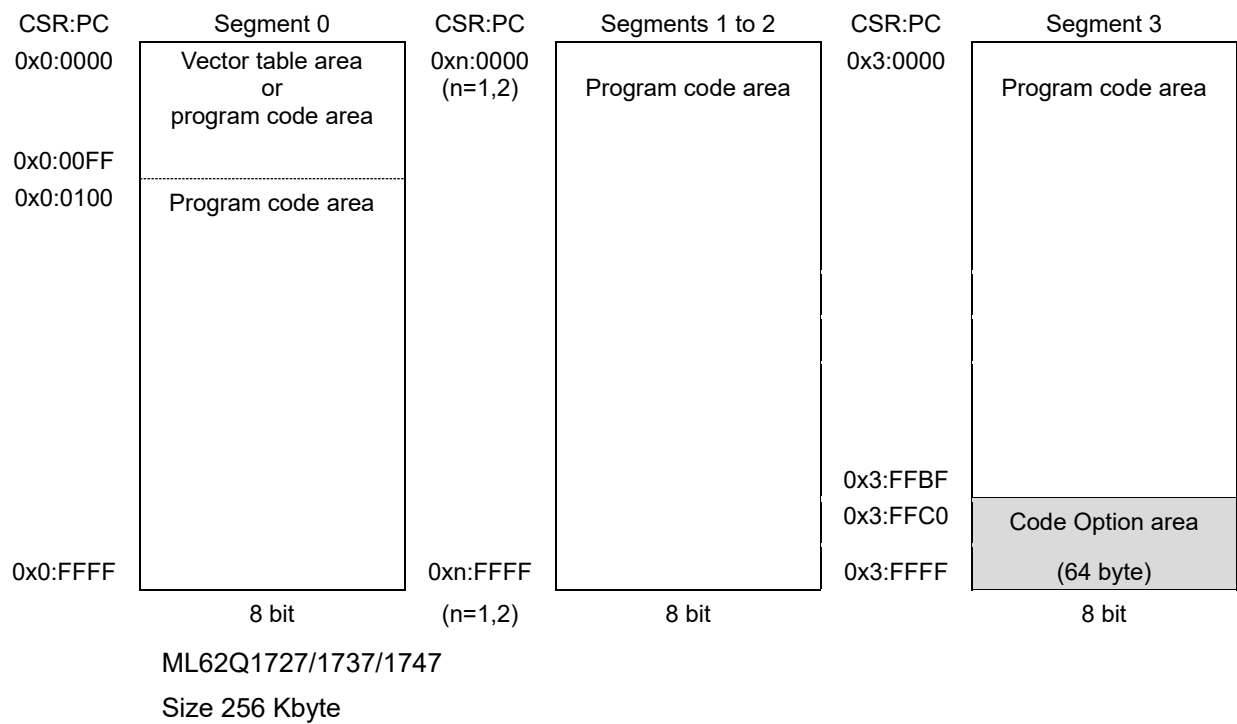 CSR:PC Segment 0 CSR:PC Segments 1 to 2 CSR:PC Segment 3
0x0:0000 Vector table area 0xn:0000 0x3:0000
or (n=1,2) Program code area Program code area
program code area
0x0:00FF
0x0:0100 Program code area
0x3:FFBF
0x3:FFC0 Code Option area
0x0:FFFF 0xn:FFFF 0x3:FFFF (64 byte)
8 bit (n=1,2) 8 bit 8 bit
ML62Q1727/1737/1747
Size 256 Kbyte